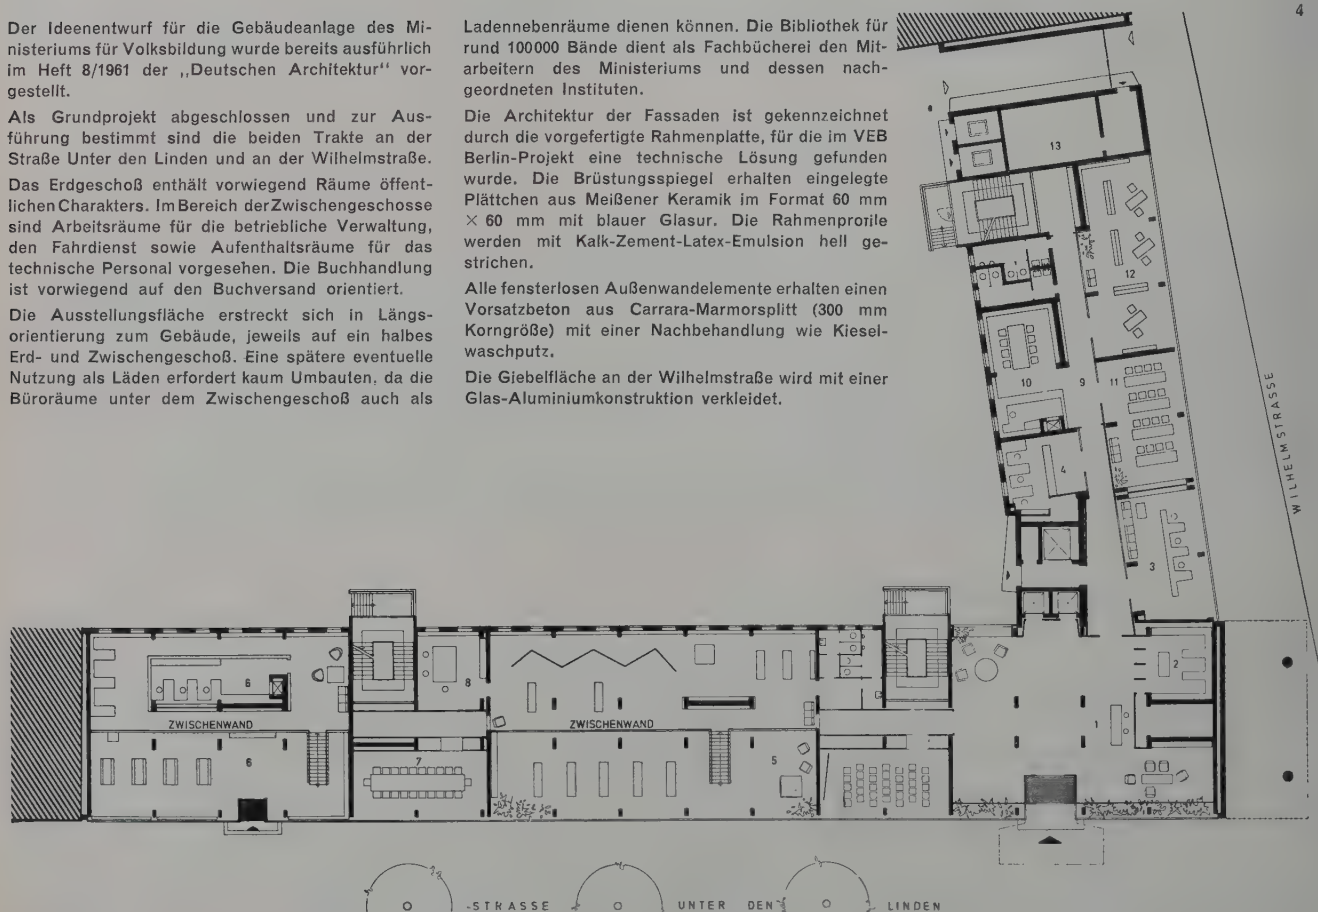 4
Der Ideenentwurf für die Gebäudeanlage des Mi-
nisteriums für Volksbildung wurde bereits ausführlich
im Heft 8/1961 der „Deutschen Architektur" vor-
gestellt.
Als Grundprojekt abgeschlossen und zur Aus-
führung bestimmt sind die beiden Trakte an der
Straße Unter den Linden und an der Wilhelmstraße.
Das Erdgeschoß enthält vorwiegend Räume öffent-
lichen Charakters. Im Bereich der Zwischengeschosse
sind Arbeitsräume für die betriebliche Verwaltung,
den Fahrdienst sowie Aufenthaltsräume für das
technische Personal vorgesehen. Die Buchhandlung
ist vorwiegend auf den Buchversand orientiert.
Die Ausstellungsfläche erstreckt sich in Längs-
orientierung zum Gebäude, jeweils auf ein halbes
Erd- und Zwischengeschoß. Eine spätere eventuelle
Nutzung als Läden erfordert kaum Umbauten, da die
Büroräume unter dem Zwischengeschoß auch als
Ladennebenräume dienen können. Die Bibliothek für
rund 100000 Bände dient als Fachbücherei den Mit-
arbeitern des Ministeriums und dessen nach-
geordneten Instituten.
Die Architektur der Fassaden ist gekennzeichnet
durch die vorgefertigte Rahmenplatte, für die im VEB
Berlin-Projekt eine technische Lösung gefunden
wurde. Die Brüstungsspiegel erhalten eingelegte
Plättchen aus Meißener Keramik im Format 60 mm
× 60 mm mit blauer Glasur. Die Rahmenprofile
werden mit Kalk-Zement-Latex-Emulsion hell ge-
strichen.
Alle fensterlosen Außenwandelemente erhalten einen
Vorsatzbeton aus Carrara-Marmorsplitt (300 mm
Korngröße) mit einer Nachbehandlung wie Kiesel-
waschputz.
Die Giebelfläche an der Wilhelmstraße wird mit einer
Glas-Aluminiumkonstruktion verkleidet.
13
12
11
10
9
4
3
WILHELMSTRASSE
6
8
2
1
ZWISCHENWAND
ZWISCHENWAND
6
7
5
-STRASSE UNTER DEN LINDEN